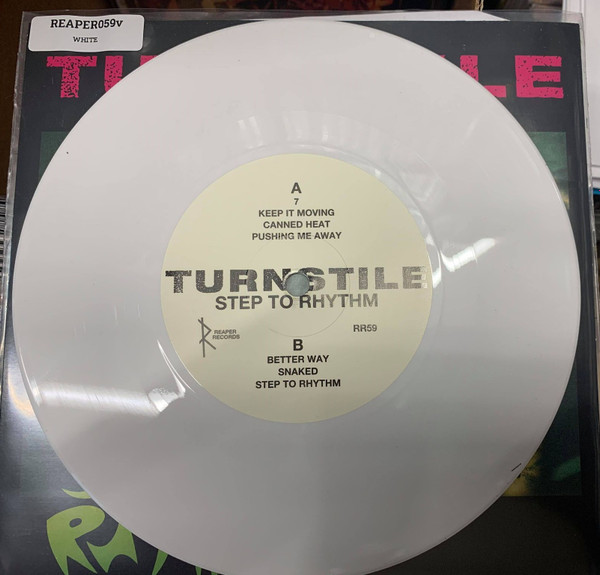 REAPER059v
WHITE
A
7
KEEP IT MOVING
CANNED HEAT
PUSHING ME AWAY
TURNSTILE
STEP TO RHYTHM
REAPER
RECORDS
RR59
B
BETTER WAY
SNAKED
STEP TO RHYTHM